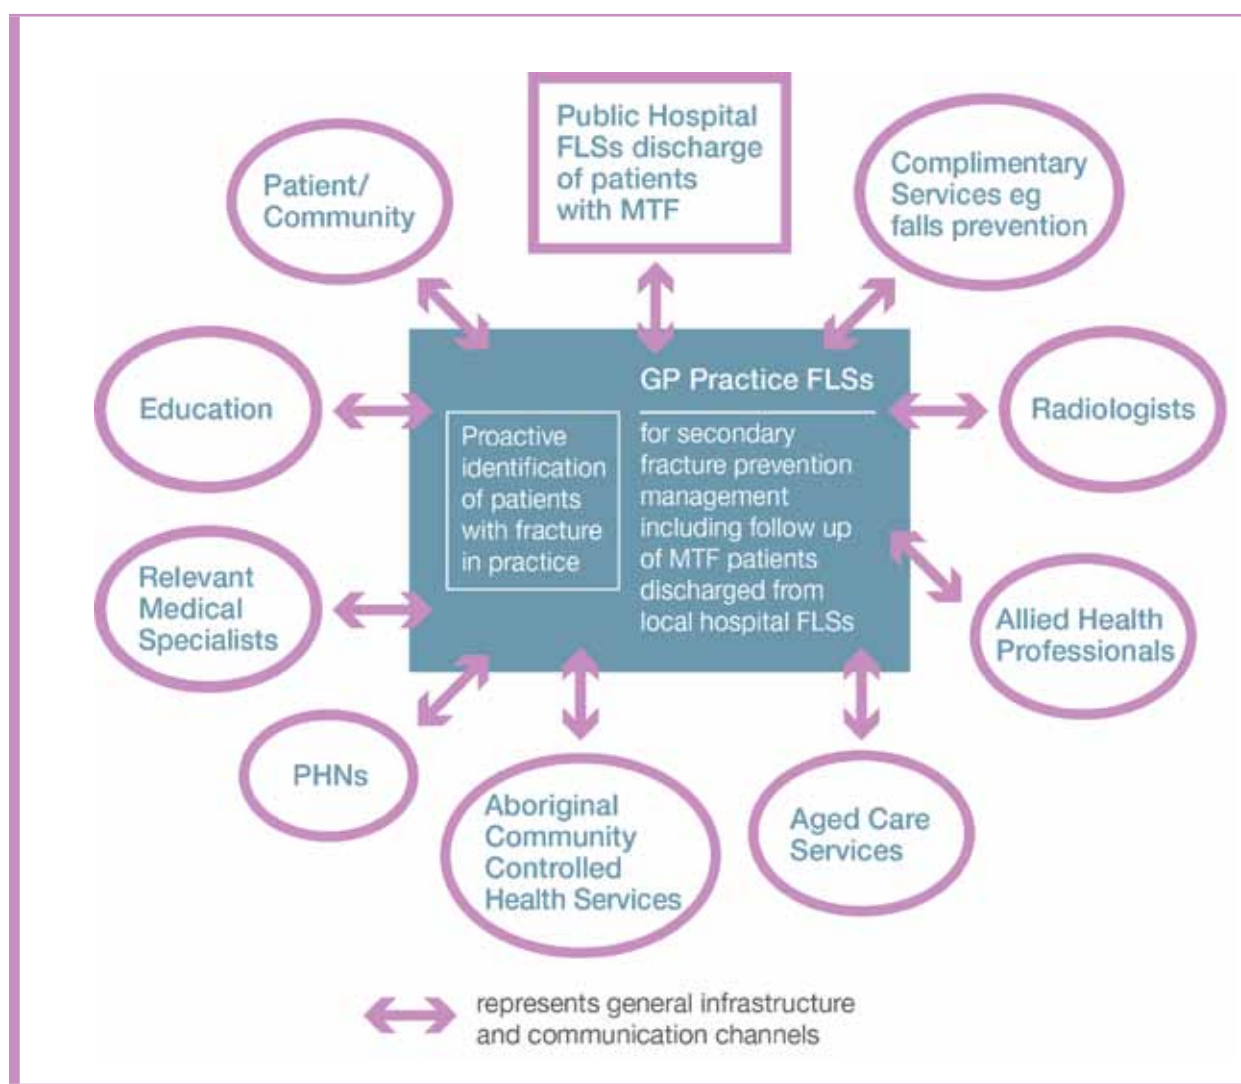 Public Hospital
FLSs discharge
of patients
with MTF
Patient/
Community
Complimentary
Services eg
falls prevention
Education
GP Practice FLSs
Proactive
identification
of patients
with fracture
in practice
for secondary
fracture prevention
management
including follow up
of MTF patients
discharged from
local hospital FLSs
Radiologists
Relevant
Medical
Specialists
Allied Health
Professionals
PHNs
Aboriginal
Community
Controlled
Health Services
Aged Care
Services
represents general infrastructure
and communication channels